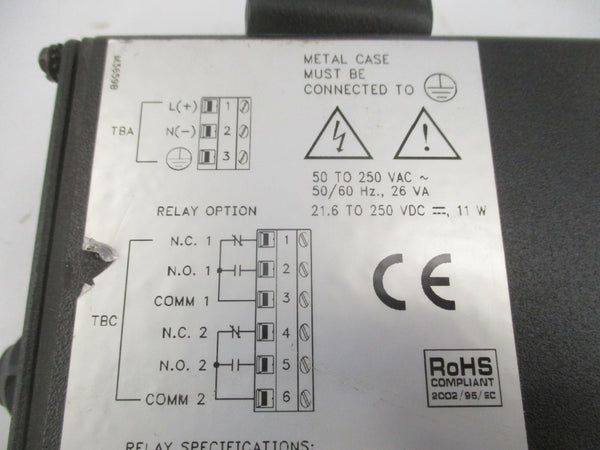 M3659B
METAL CASE
MUST BE
CONNECTED TO
TBA
L(+) 1
N(-) 2
3
50 TO 250 VAC ~
50/60 Hz., 26 VA
21.6 TO 250 VDC ⎓, 11 W
RELAY OPTION
TBC
N.C. 1 1
N.O. 1 2
COMM 1 3
N.C. 2 4
N.O. 2 5
COMM 2 6
CE
RoHS
COMPLIANT
2002/95/EC
RELAY SPECIFICATIONS: